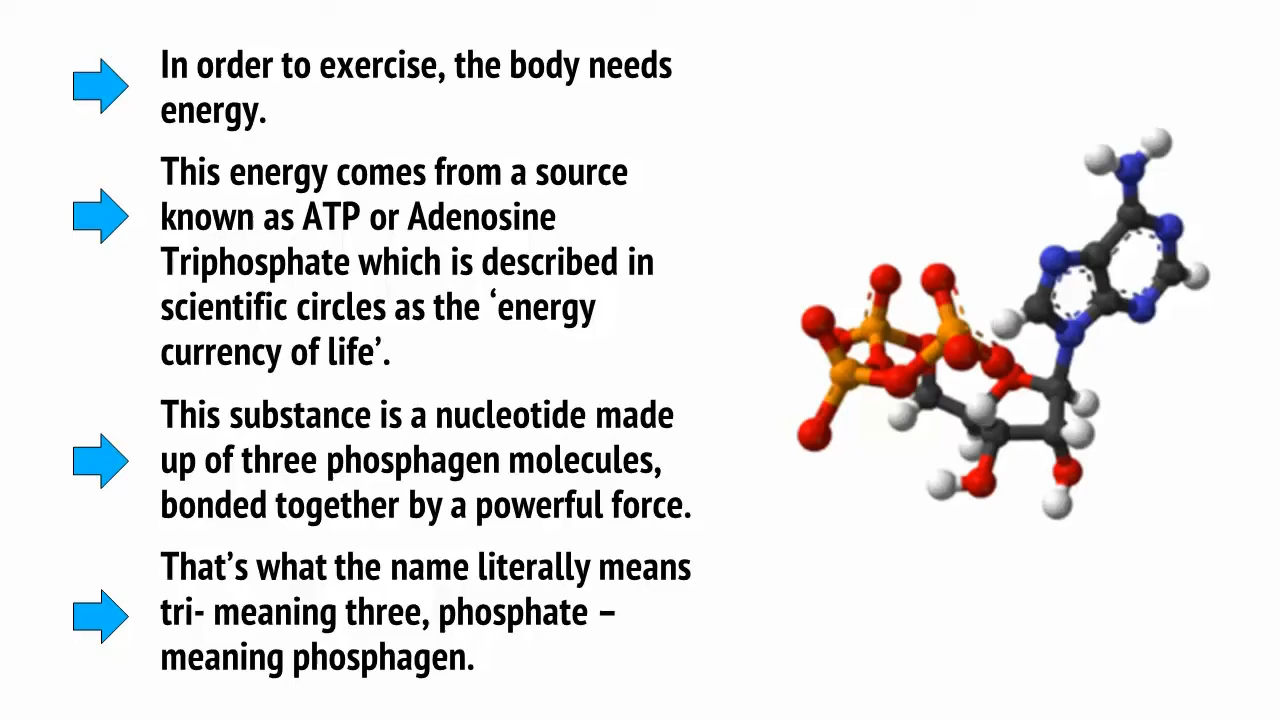 In order to exercise, the body needs
energy.
This energy comes from a source
known as ATP or Adenosine
Triphosphate which is described in
scientific circles as the ‘energy
currency of life’.
This substance is a nucleotide made
up of three phosphagen molecules,
bonded together by a powerful force.
That’s what the name literally means
tri- meaning three, phosphate –
meaning phosphagen.